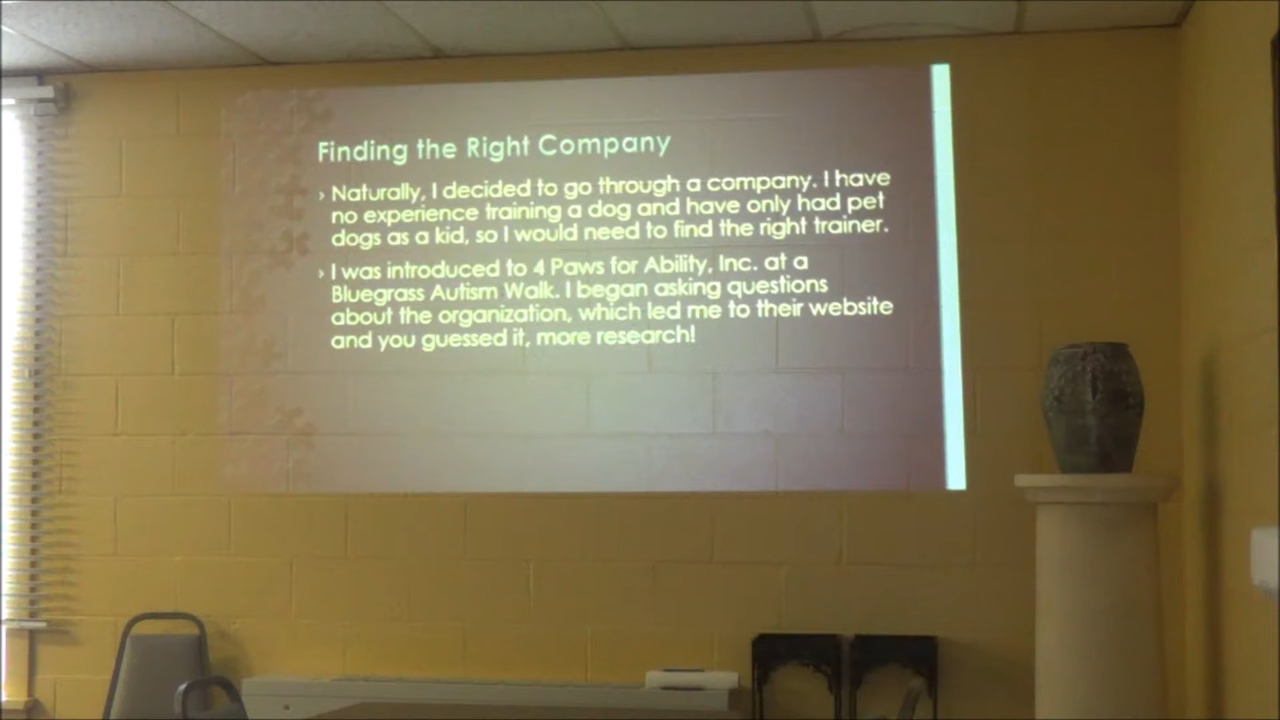 Finding the Right Company
› Naturally, I decided to go through a company. I have
no experience training a dog and have only had pet
dogs as a kid, so I would need to find the right trainer.
› I was introduced to 4 Paws for Ability, Inc. at a
Bluegrass Autism Walk. I began asking questions
about the organization, which led me to their website
and you guessed it, more research!